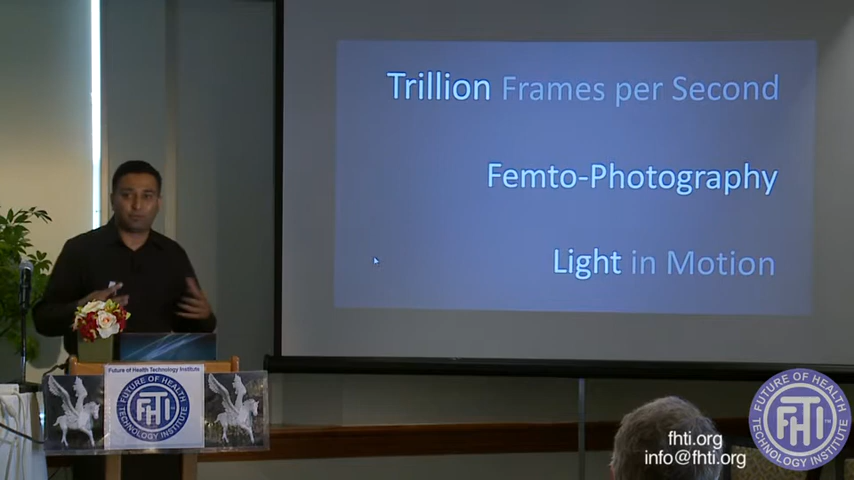 Trillion Frames per Second
Femto-Photography
Light in Motion
Future of Health Technology Institute
FUTURE OF HEALTH
FHTI
TECHNOLOGY INSTITUTE
FUTURE OF HEALTH
FHTI
TECHNOLOGY INSTITUTE
fhti.org
info@fhti.org